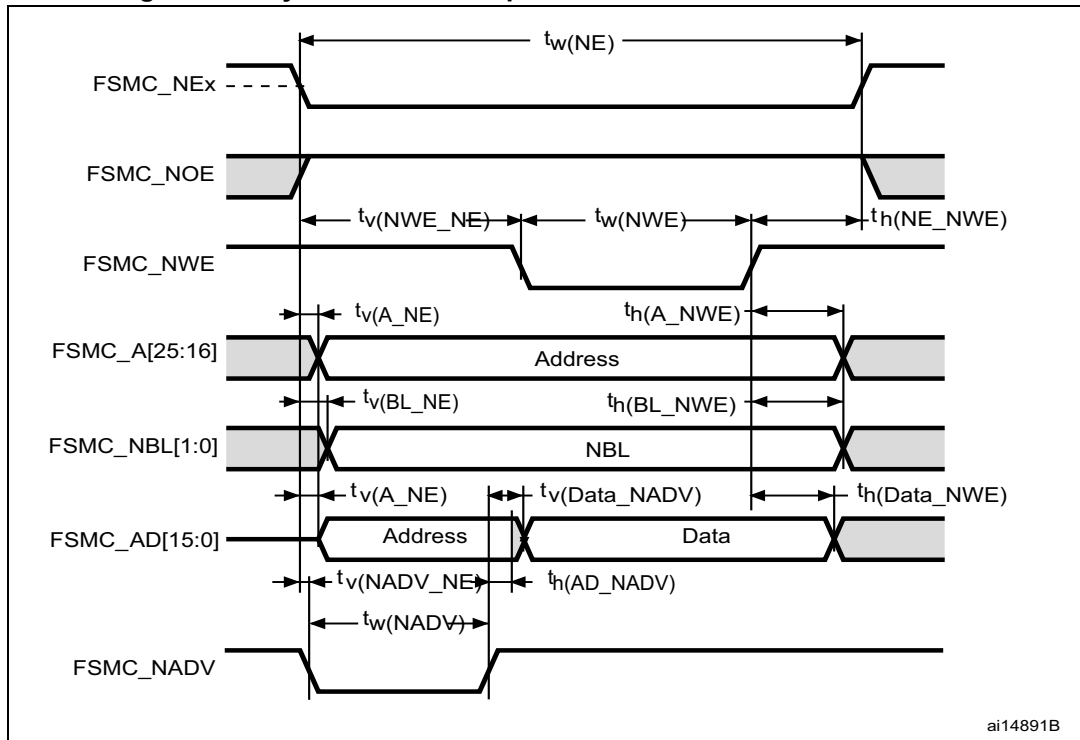 tw(NE)
FSMC_NEx
FSMC_NOE
tv(NWE_NE) tw(NWE) th(NE_NWE)
FSMC_NWE
tv(A_NE) th(A_NWE)
FSMC_A[25:16] Address
tv(BL_NE) th(BL_NWE)
FSMC_NBL[1:0] NBL
tv(A_NE) tv(Data_NADV) th(Data_NWE)
FSMC_AD[15:0] Address Data
tv(NADV_NE) th(AD_NADV)
tw(NADV)
FSMC_NADV
ai14891B